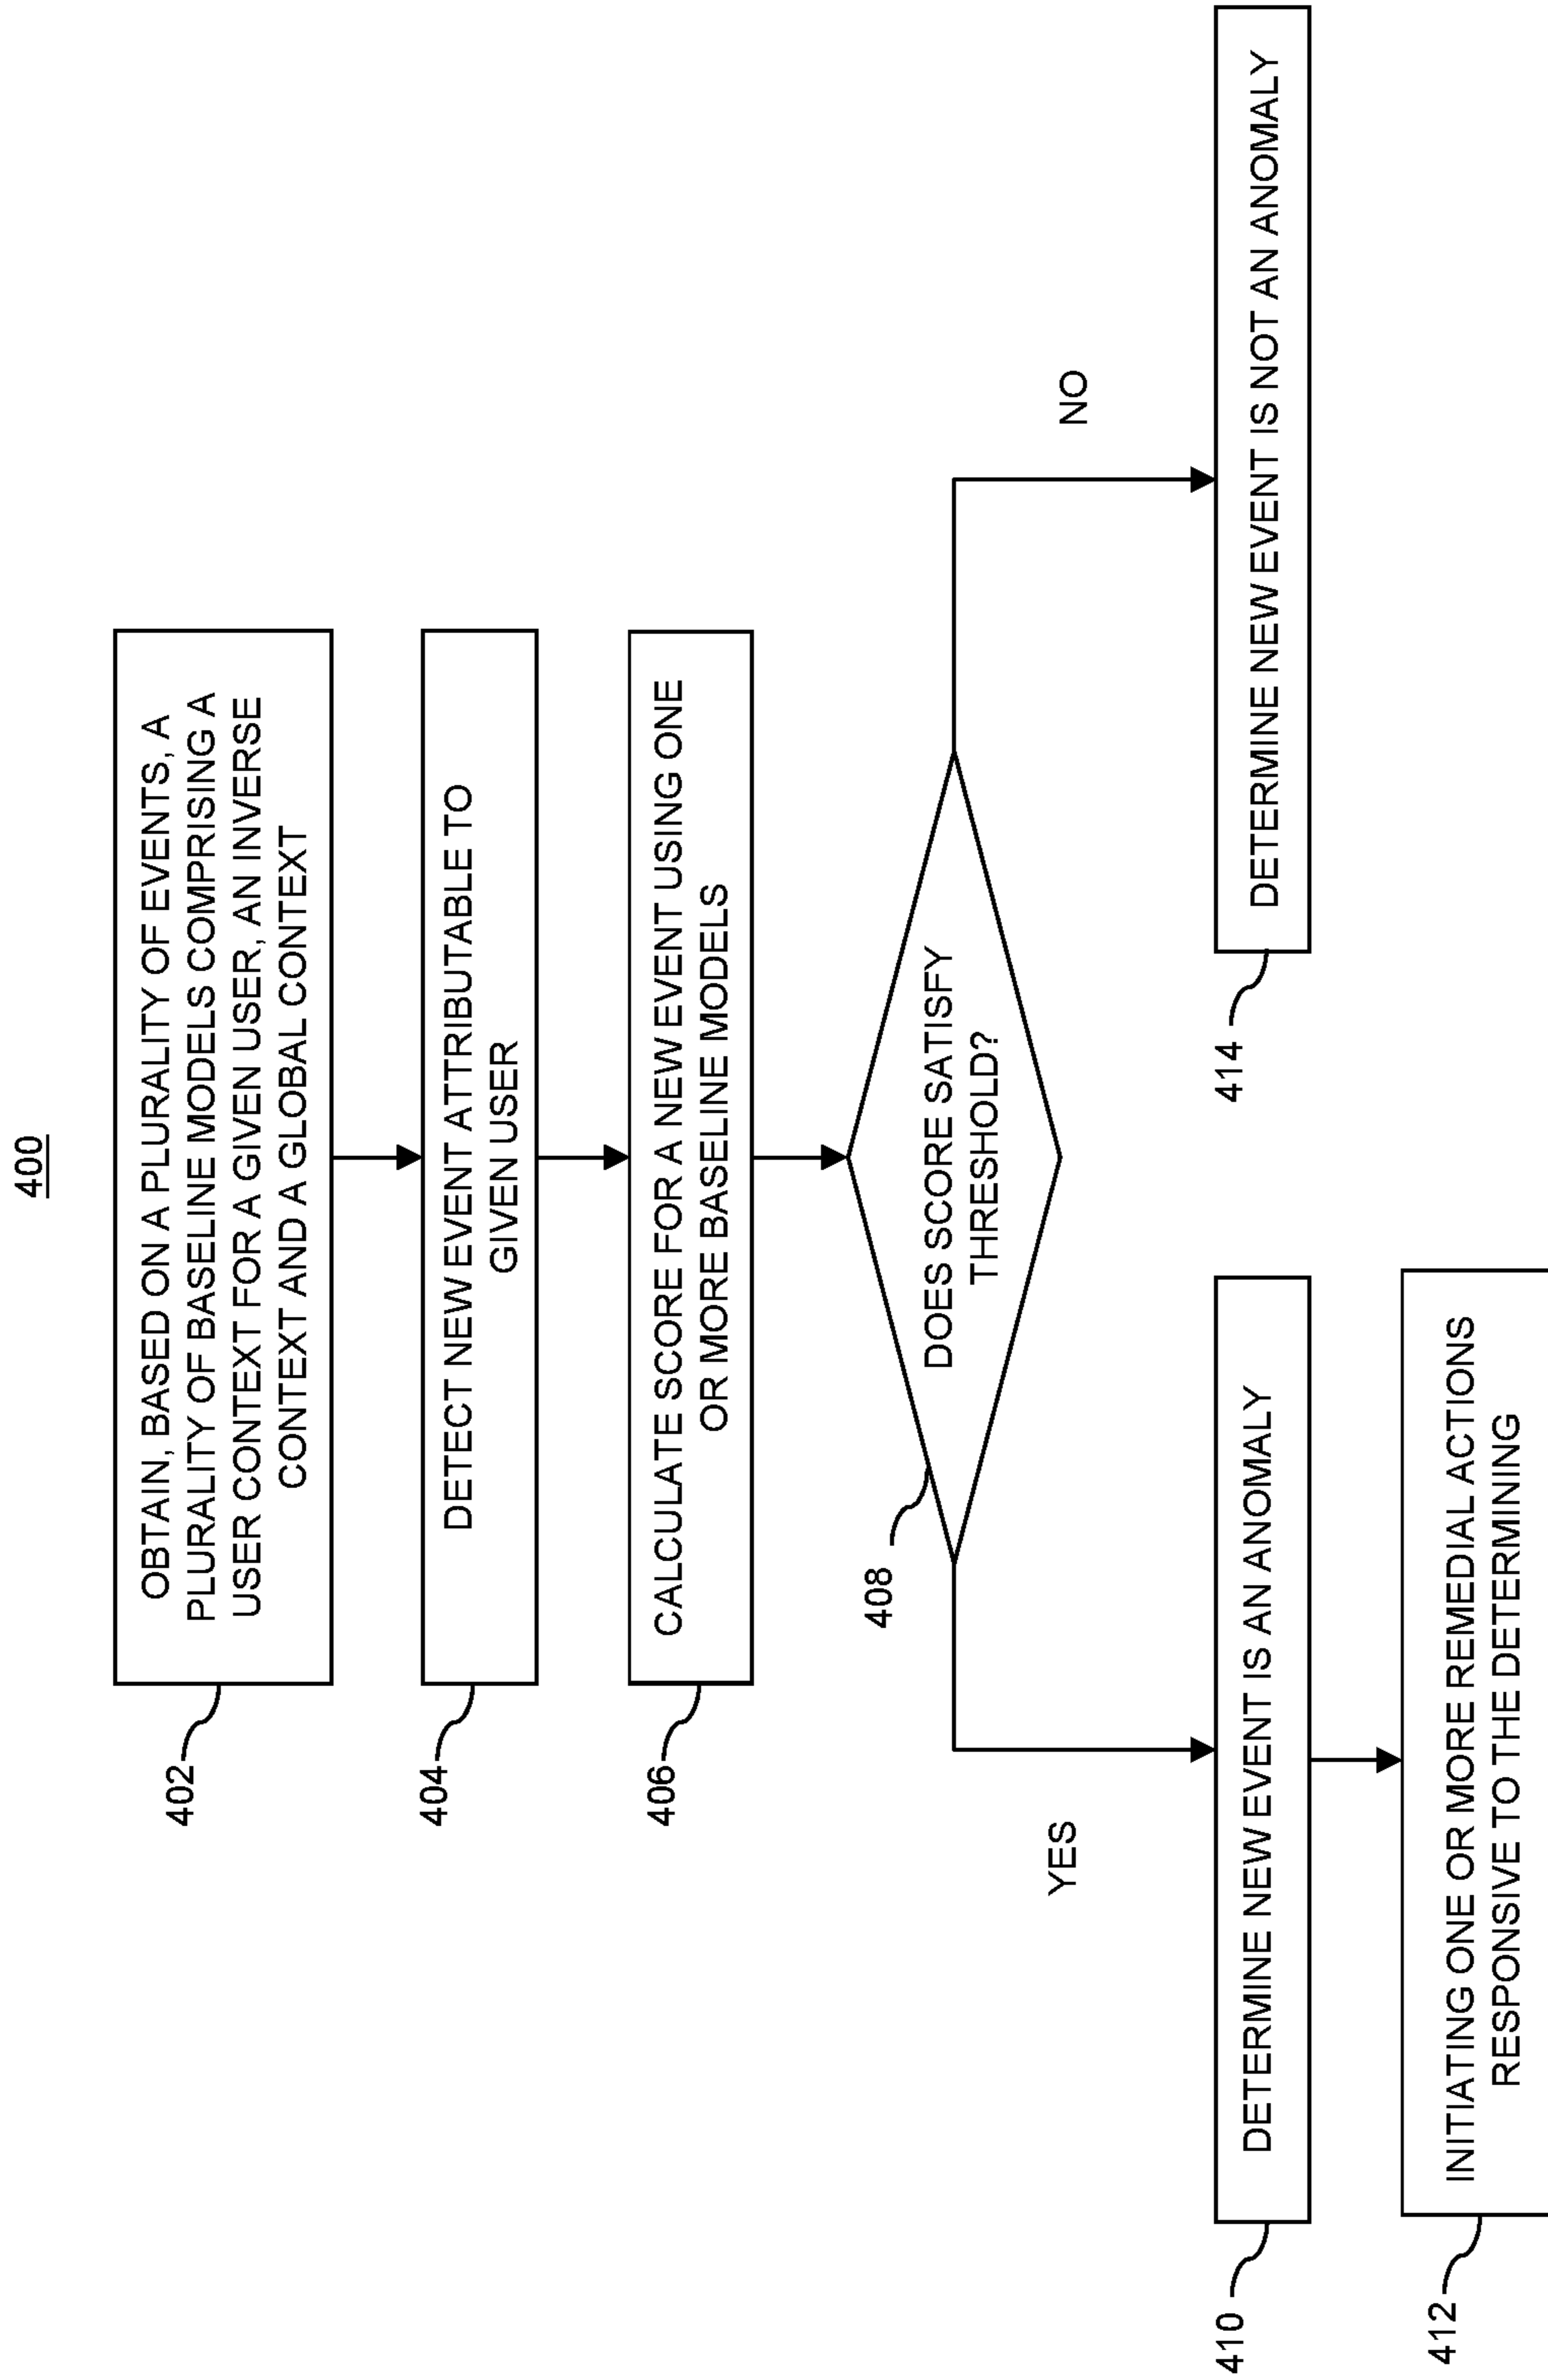 400
402
OBTAIN, BASED ON A PLURALITY OF EVENTS, A
PLURALITY OF BASELINE MODELS COMPRISING A
USER CONTEXT FOR A GIVEN USER, AN INVERSE
CONTEXT AND A GLOBAL CONTEXT
404
DETECT NEW EVENT ATTRIBUTABLE TO
GIVEN USER
406
CALCULATE SCORE FOR A NEW EVENT USING ONE
OR MORE BASELINE MODELS
408
DOES SCORE SATISFY
THRESHOLD?
YES
NO
410
DETERMINE NEW EVENT IS AN ANOMALY
414
DETERMINE NEW EVENT IS NOT AN ANOMALY
412
INITIATING ONE OR MORE REMEDIAL ACTIONS
RESPONSIVE TO THE DETERMINING